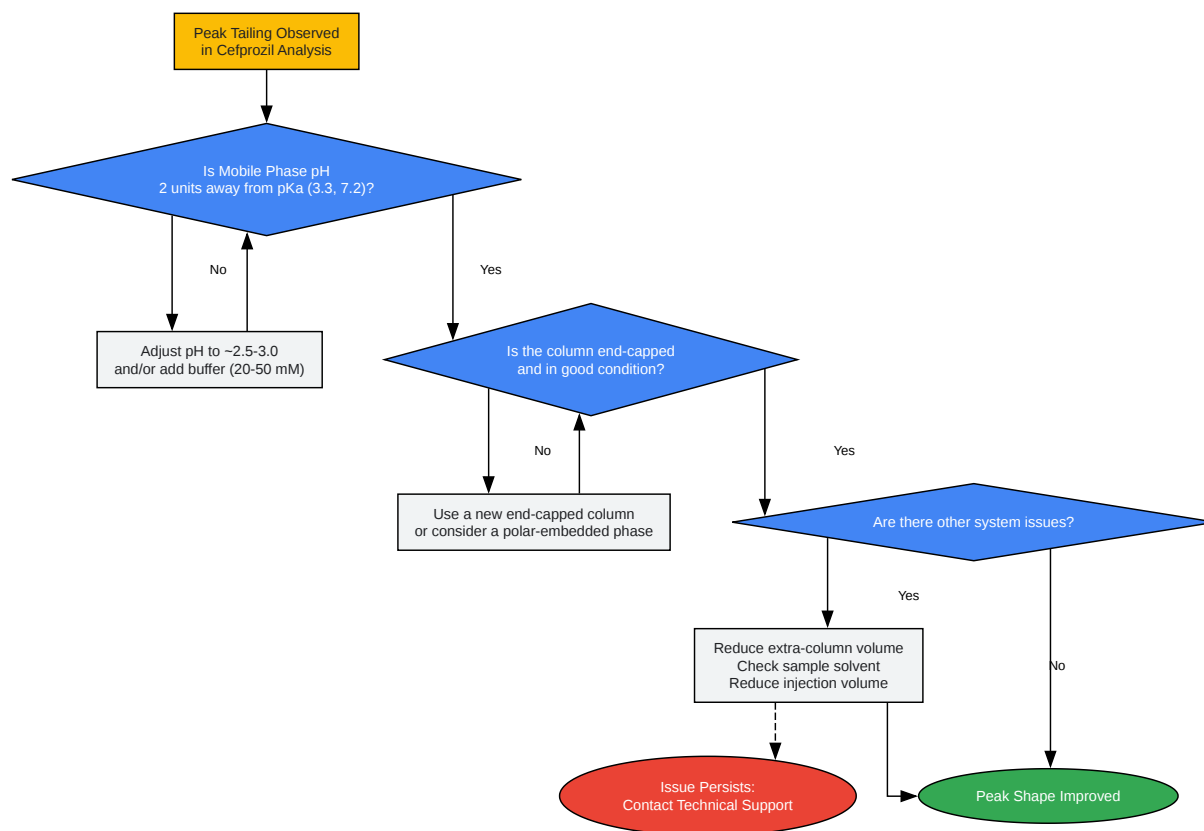 Peak Tailing Observed
in Cefprozil Analysis
Is Mobile Phase pH
2 units away from pKa (3.3, 7.2)?
No
Yes
Adjust pH to ~2.5-3.0
and/or add buffer (20-50 mM)
Is the column end-capped
and in good condition?
No
Yes
Use a new end-capped column
or consider a polar-embedded phase
Are there other system issues?
Yes
No
Reduce extra-column volume
Check sample solvent
Reduce injection volume
Issue Persists:
Contact Technical Support
Peak Shape Improved